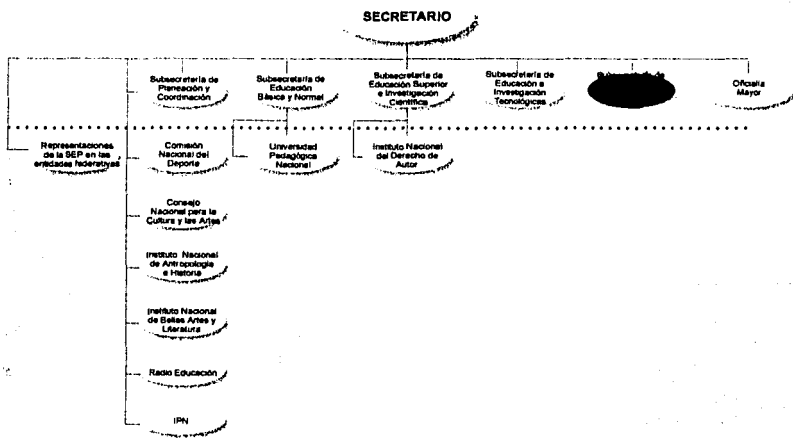 SECRETARIO
Subsecretaría de
Planeación y
Coordinación
Subsecretaría de
Educación
Básica y Normal
Subsecretaría de
Educación Superior
e Investigación
Científica
Subsecretaría de
Educación e
Investigación
Tecnológicas
Oficialía
Mayor
Representaciones
de la SEP en las
entidades federativas
Comisión
Nacional del
Deporte
Universidad
Pedagógica
Nacional
Instituto Nacional
del Derecho de
Autor
Consejo
Nacional para la
Cultura y las Artes
Instituto Nacional
de Antropología
e Historia
Instituto Nacional
de Bellas Artes y
Literatura
Radio Educación
IPN